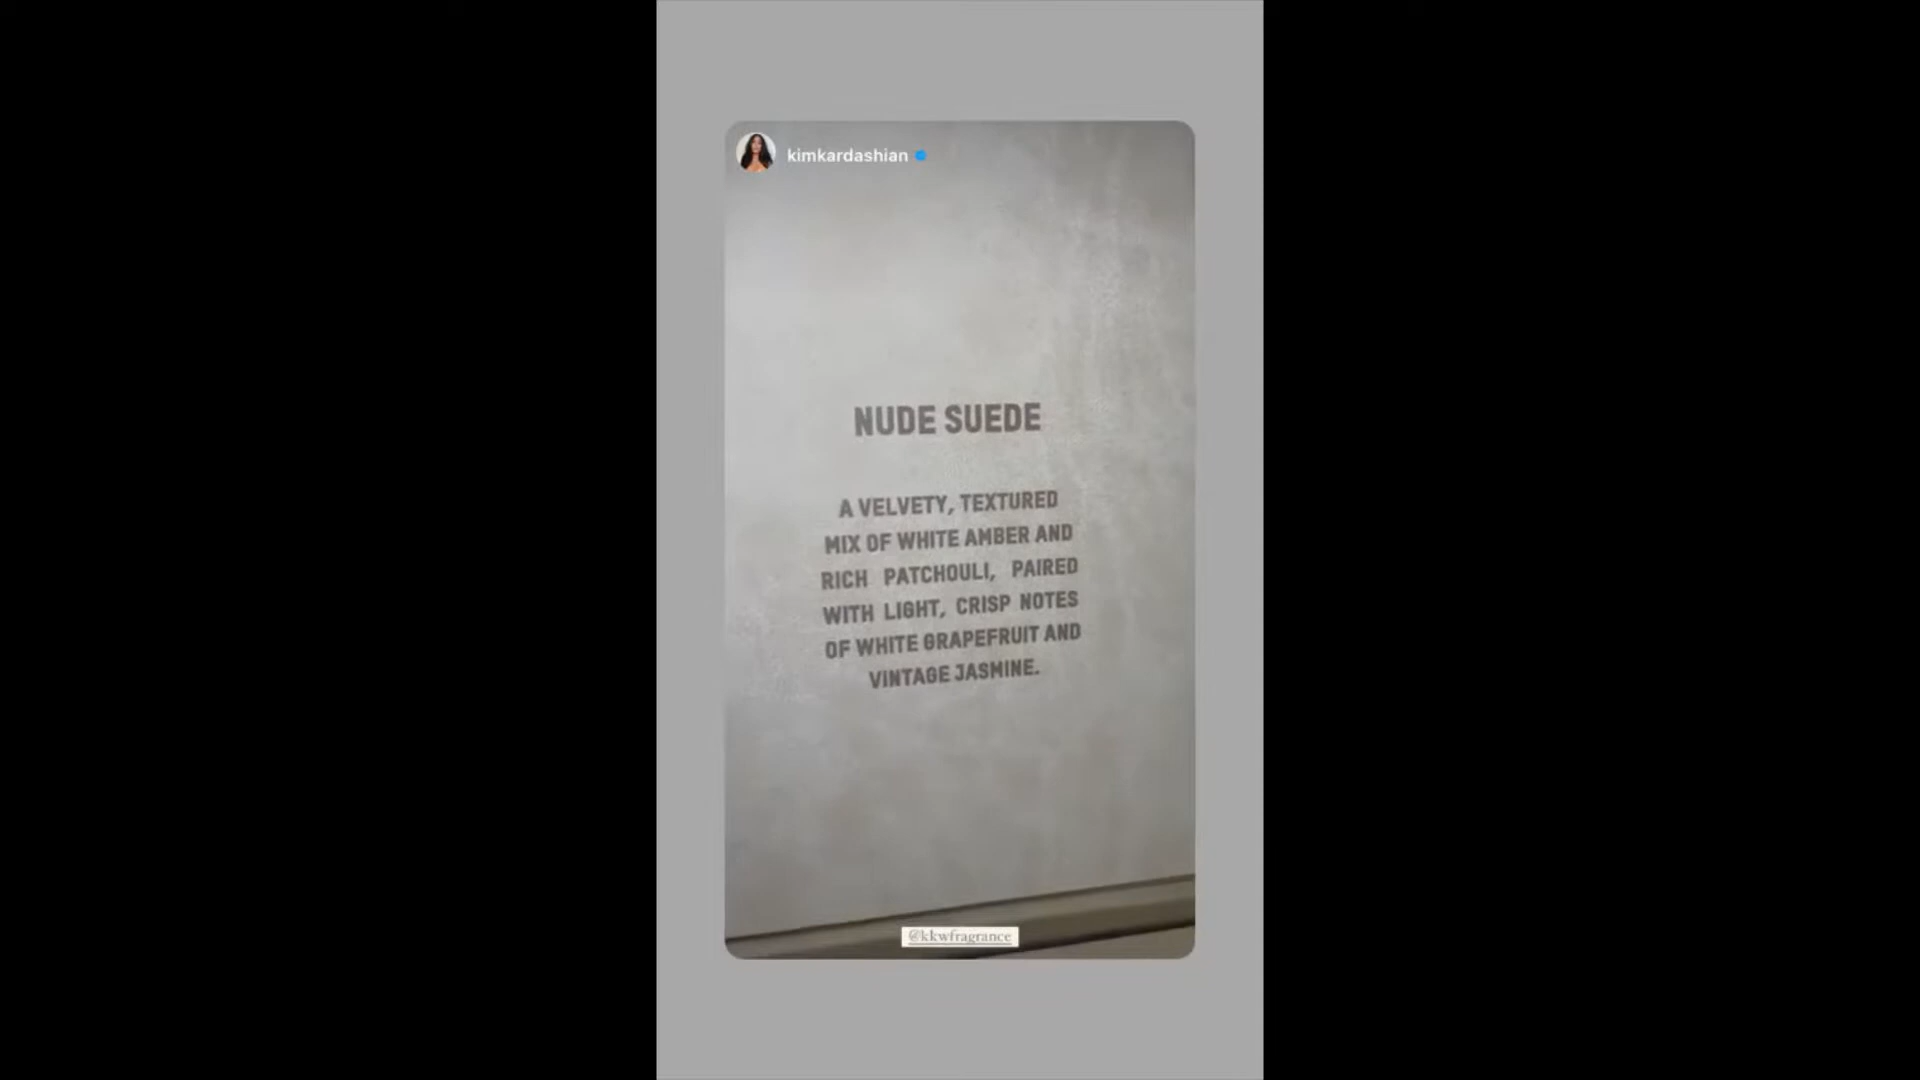 kimkardashian
NUDE SUEDE
A VELVETY, TEXTURED
MIX OF WHITE AMBER AND
RICH PATCHOULI, PAIRED
WITH LIGHT, CRISP NOTES
OF WHITE GRAPEFRUIT AND
VINTAGE JASMINE.
@kkwfragrance